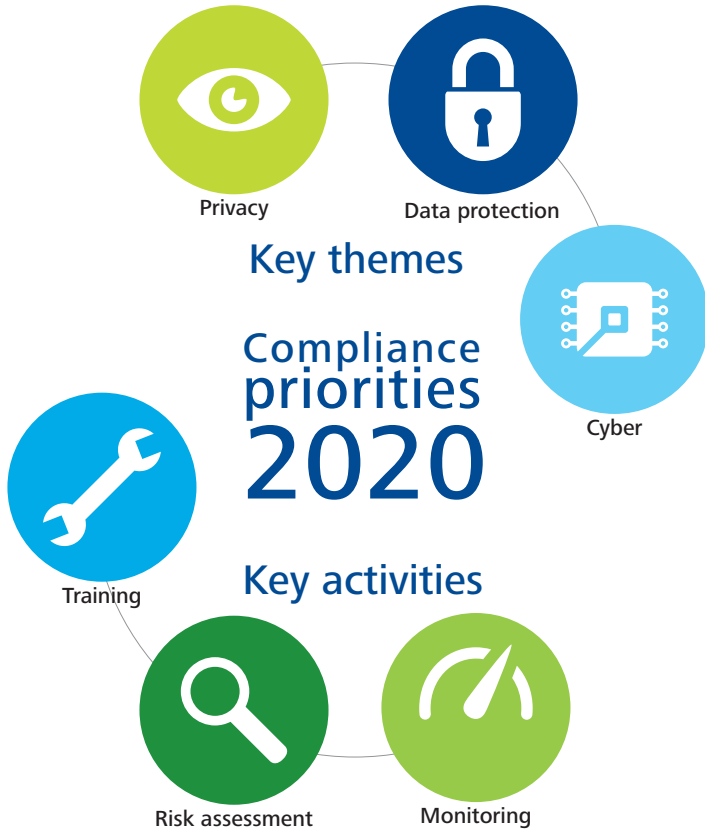 Privacy
Data protection
Key themes
Cyber
Compliance
priorities
2020
Training
Key activities
Risk assessment
Monitoring